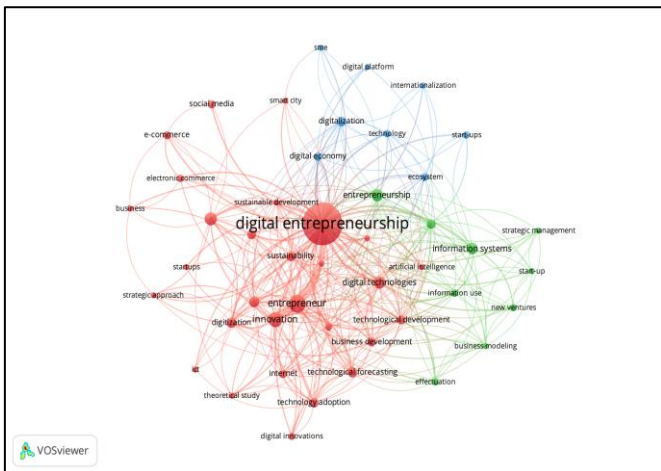 sme
digital platform
internationalization
social media
smart city
digitalization
e-commerce
technology
start-ups
digital economy
electronic commerce
ecosystem
entrepreneurship
sustainable development
business
digital entrepreneurship
strategic management
information systems
sustainability
startups
artificial intelligence
start-up
digital technologies
strategic approach
information use
entrepreneur
new ventures
innovation
digitization
technological development
business development
business modeling
ict
internet
technological forecasting
effectuation
theoretical study
technology adoption
digital innovations
VOSviewer